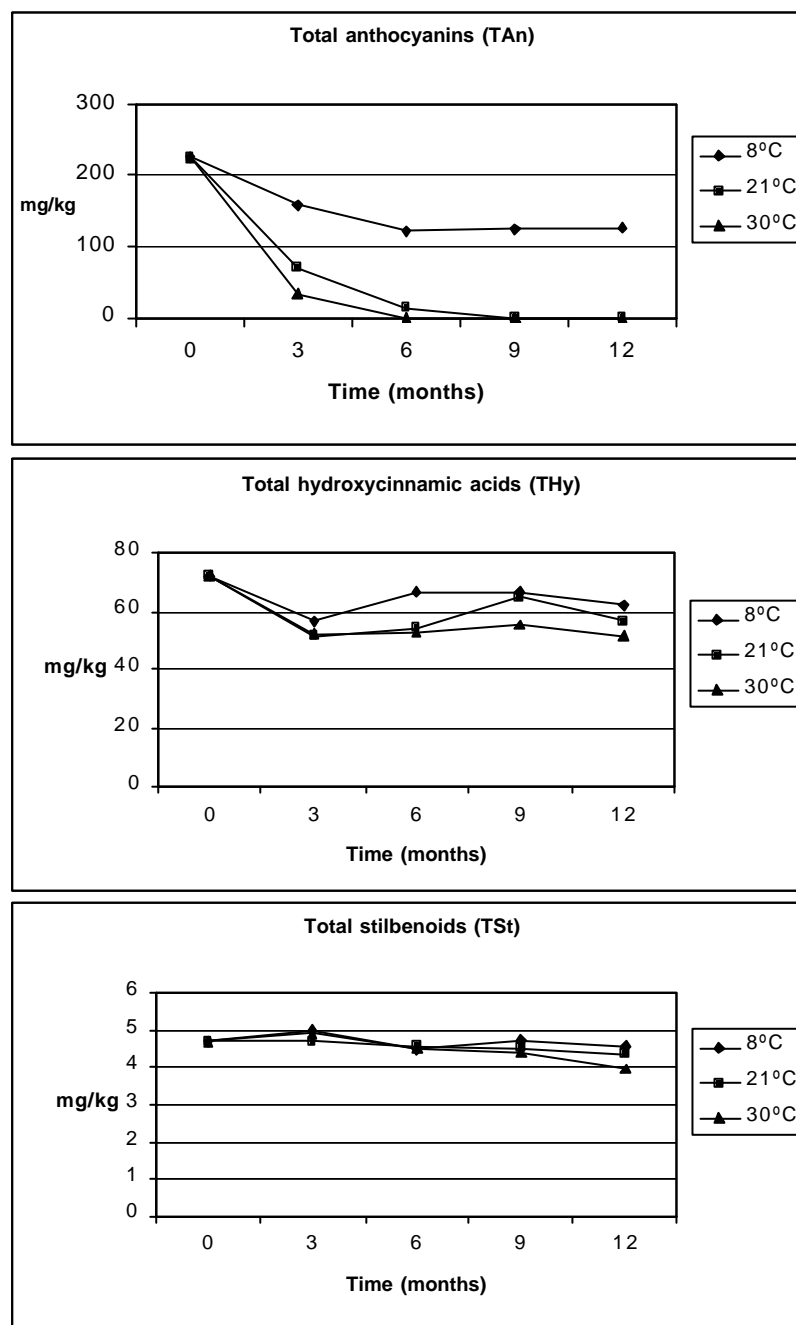 Total anthocyanins (TAn)
300
200
mg/kg
100
0
0 3 6 9 12
Time (months)
8ºC
21ºC
30ºC
Total hydroxycinnamic acids (THy)
80
60
mg/kg
40
20
0
0 3 6 9 12
Time (months)
8ºC
21ºC
30ºC
Total stilbenoids (TSt)
6
5
4
mg/kg
3
2
1
0
0 3 6 9 12
Time (months)
8ºC
21ºC
30ºC